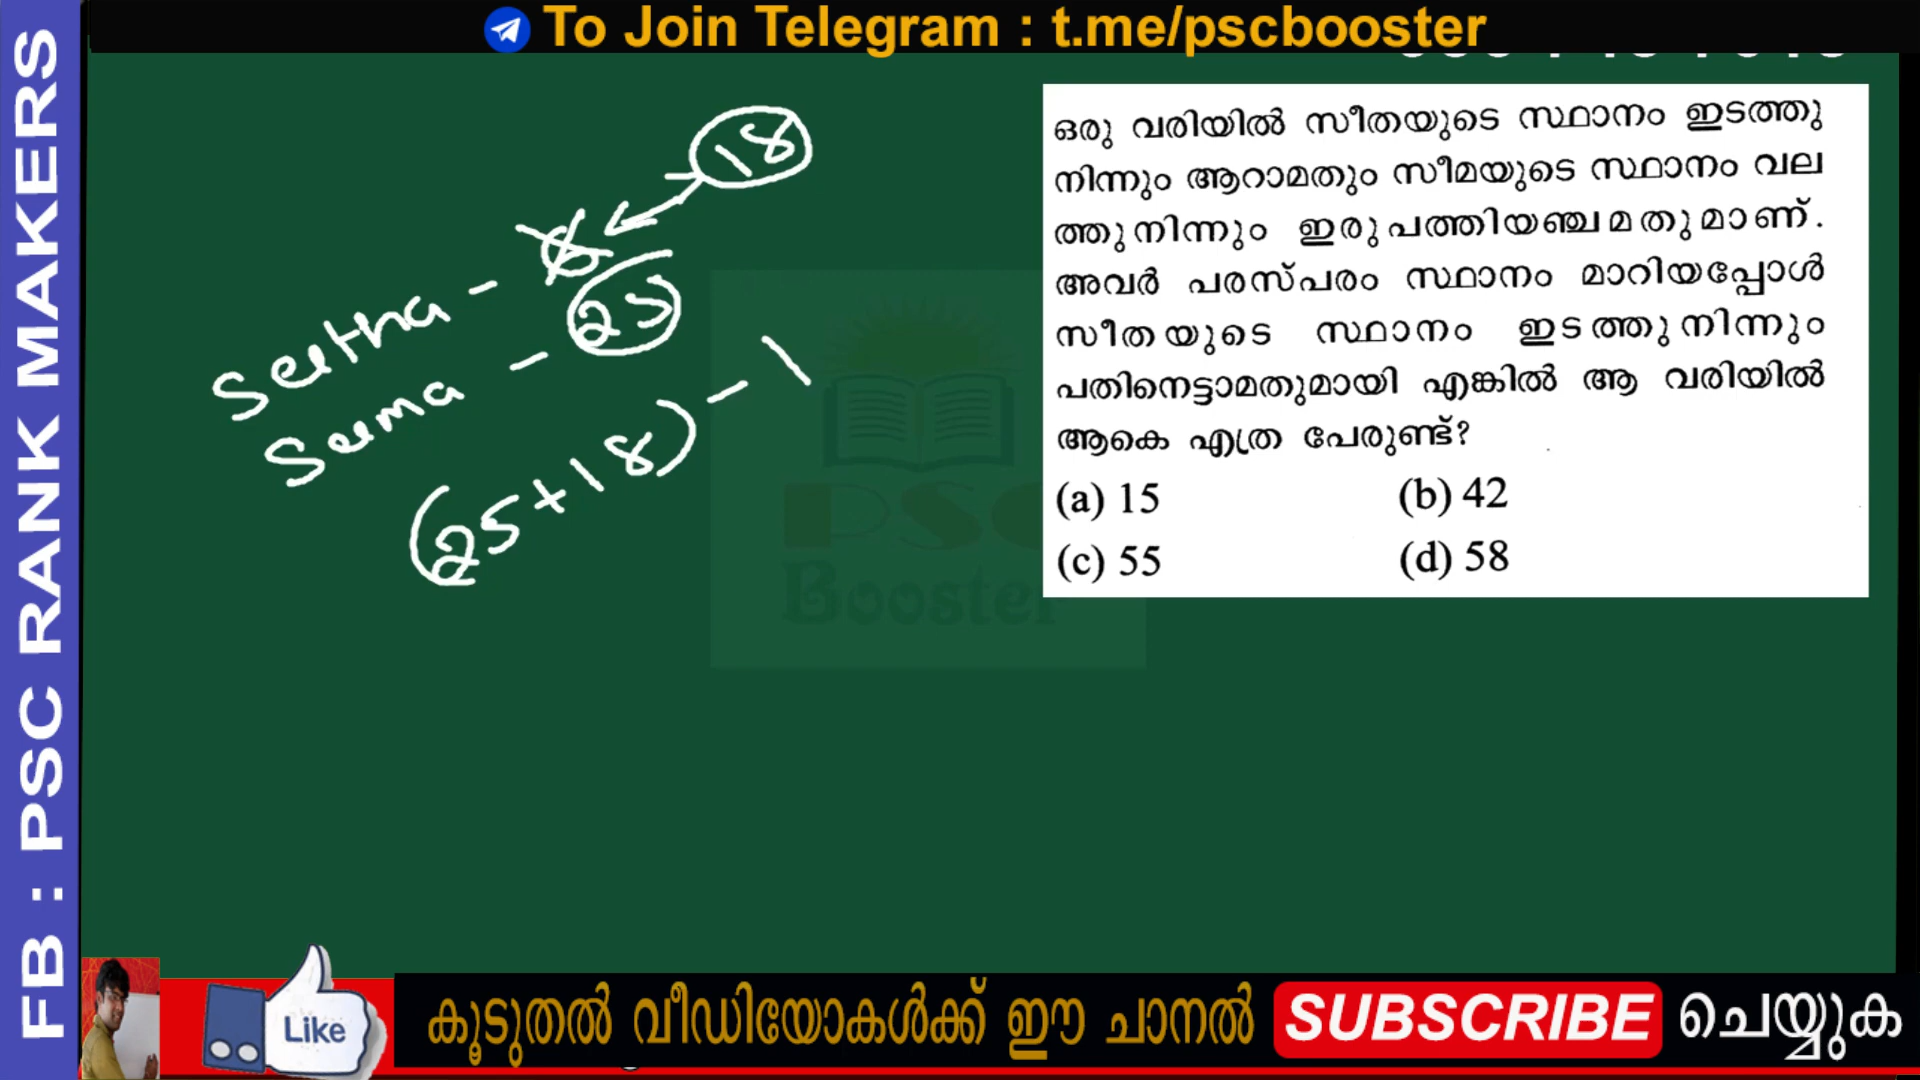 To Join Telegram : t.me/pscbooster
FB : PSC RANK MAKERS
18
Seetha - 6
Seema - 25
(25+18) - 1
ഒരു വരിയിൽ സീതയുടെ സ്ഥാനം ഇടത്തു
നിന്നും ആറാമതും സീമയുടെ സ്ഥാനം വല
ത്തുനിന്നും ഇരുപത്തിയഞ്ചമതുമാണ്.
അവർ പരസ്പരം സ്ഥാനം മാറിയപ്പോൾ
സീതയുടെ സ്ഥാനം ഇടത്തുനിന്നും
പതിനെട്ടാമതുമായി എങ്കിൽ ആ വരിയിൽ
ആകെ എത്ര പേരുണ്ട്?
(a) 15 (b) 42
(c) 55 (d) 58
PSC
Booster
Like
കൂടുതൽ വീഡിയോകൾക്ക് ഈ ചാനൽ SUBSCRIBE ചെയ്യുക